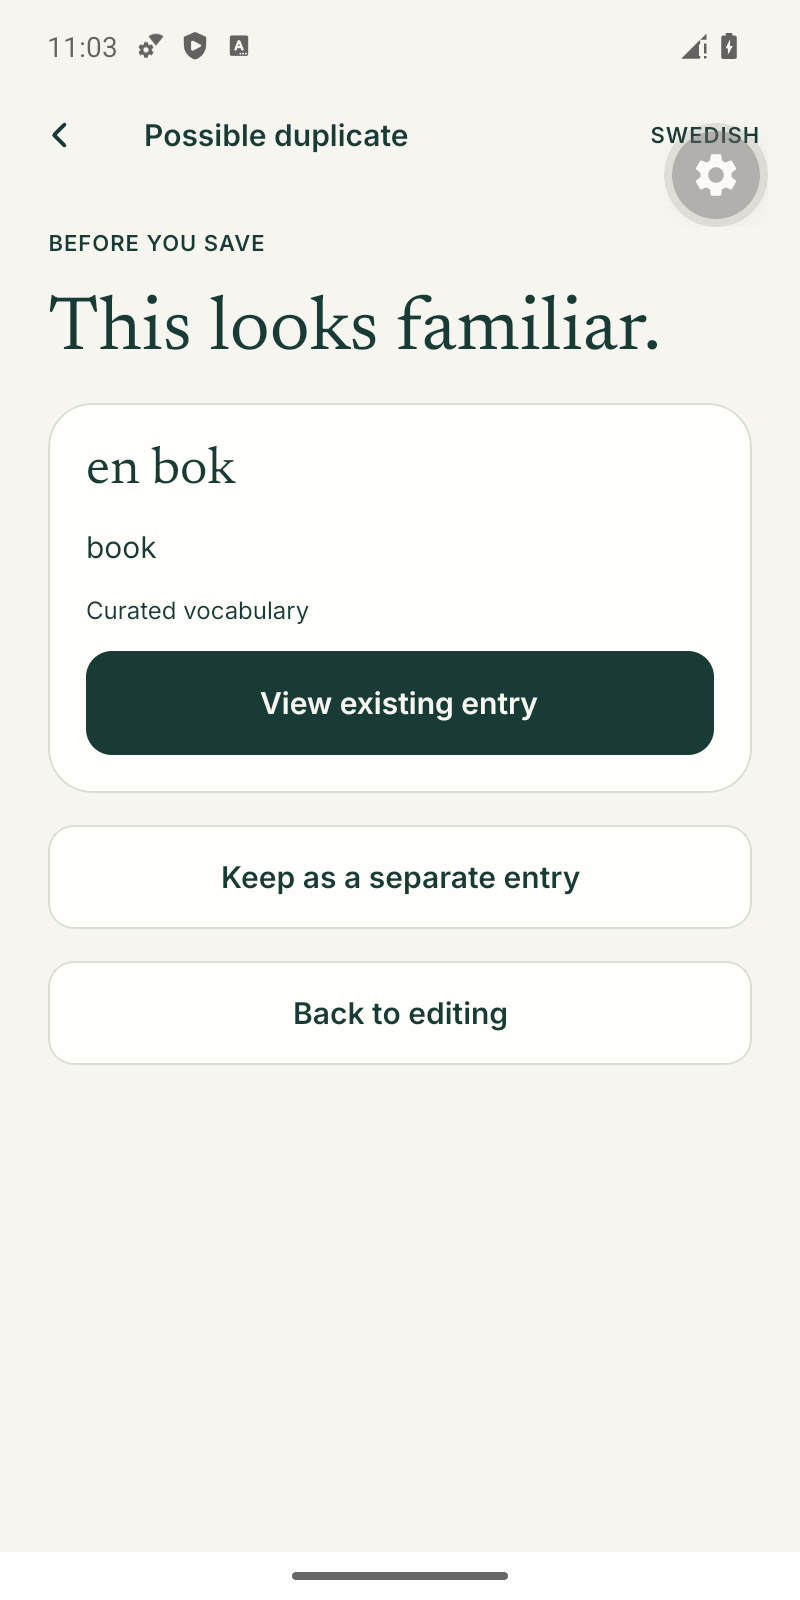 11:03
Possible duplicate
SWEDISH
BEFORE YOU SAVE
This looks familiar.
en bok
book
Curated vocabulary
View existing entry
Keep as a separate entry
Back to editing